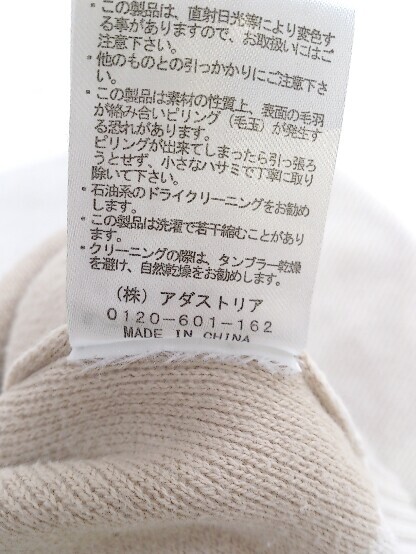 ・この製品は、直射日光等により変色す
る事がありますので、お取扱いにはご
注意下さい。
・他のものとの引っかかりにご注意下さ
い。
・この製品は素材の性質上、表面の毛羽
が絡み合いピリング（毛玉）が発生す
る恐れがあります。
ピリングが出来てしまったら引っ張ろ
うとせず、小さなハサミで丁寧に取り
除いて下さい。
・石油系のドライクリーニングをお勧め
します。
・この製品は洗濯で若干縮むことがあり
ます。
・クリーニングの際は、タンブラー乾燥
を避け、自然乾燥をお勧めします。
（株）アダストリア
0120-601-162
MADE IN CHINA